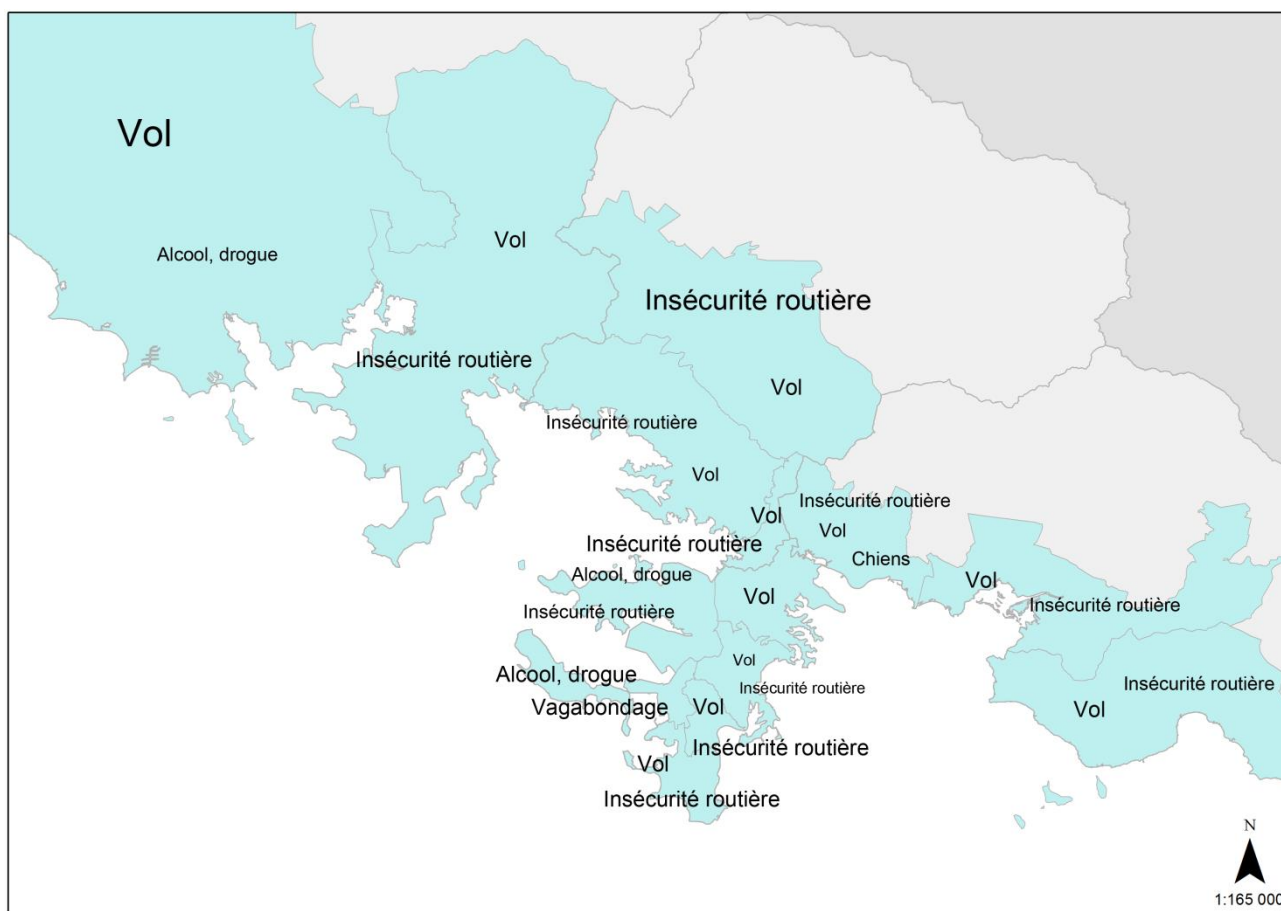 Vol
Vol
Alcool, drogue
Insécurité routière
Insécurité routière
Vol
Insécurité routière
Vol
Insécurité routière
Vol
Vol
Insécurité routière
Chiens
Alcool, drogue
Vol
Vol
Insécurité routière
Insécurité routière
Vol
Alcool, drogue
Insécurité routière
Insécurité routière
Vagabondage
Vol
Vol
Insécurité routière
Vol
Insécurité routière
N
1:165 000